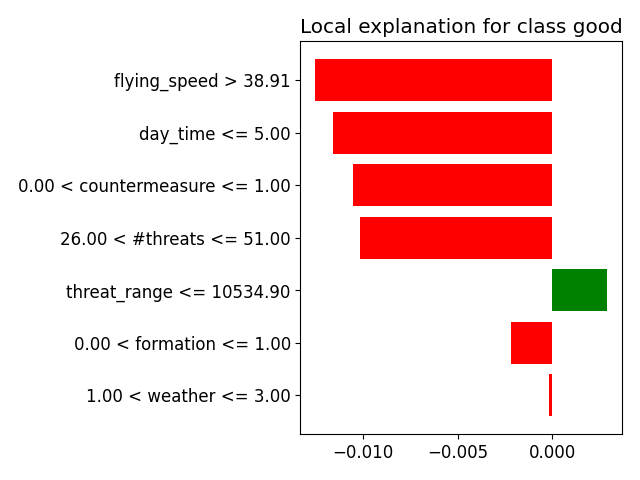 Local explanation for class good
flying_speed > 38.91
day_time <= 5.00
0.00 < countermeasure <= 1.00
26.00 < #threats <= 51.00
threat_range <= 10534.90
0.00 < formation <= 1.00
1.00 < weather <= 3.00
−0.010 −0.005 0.000